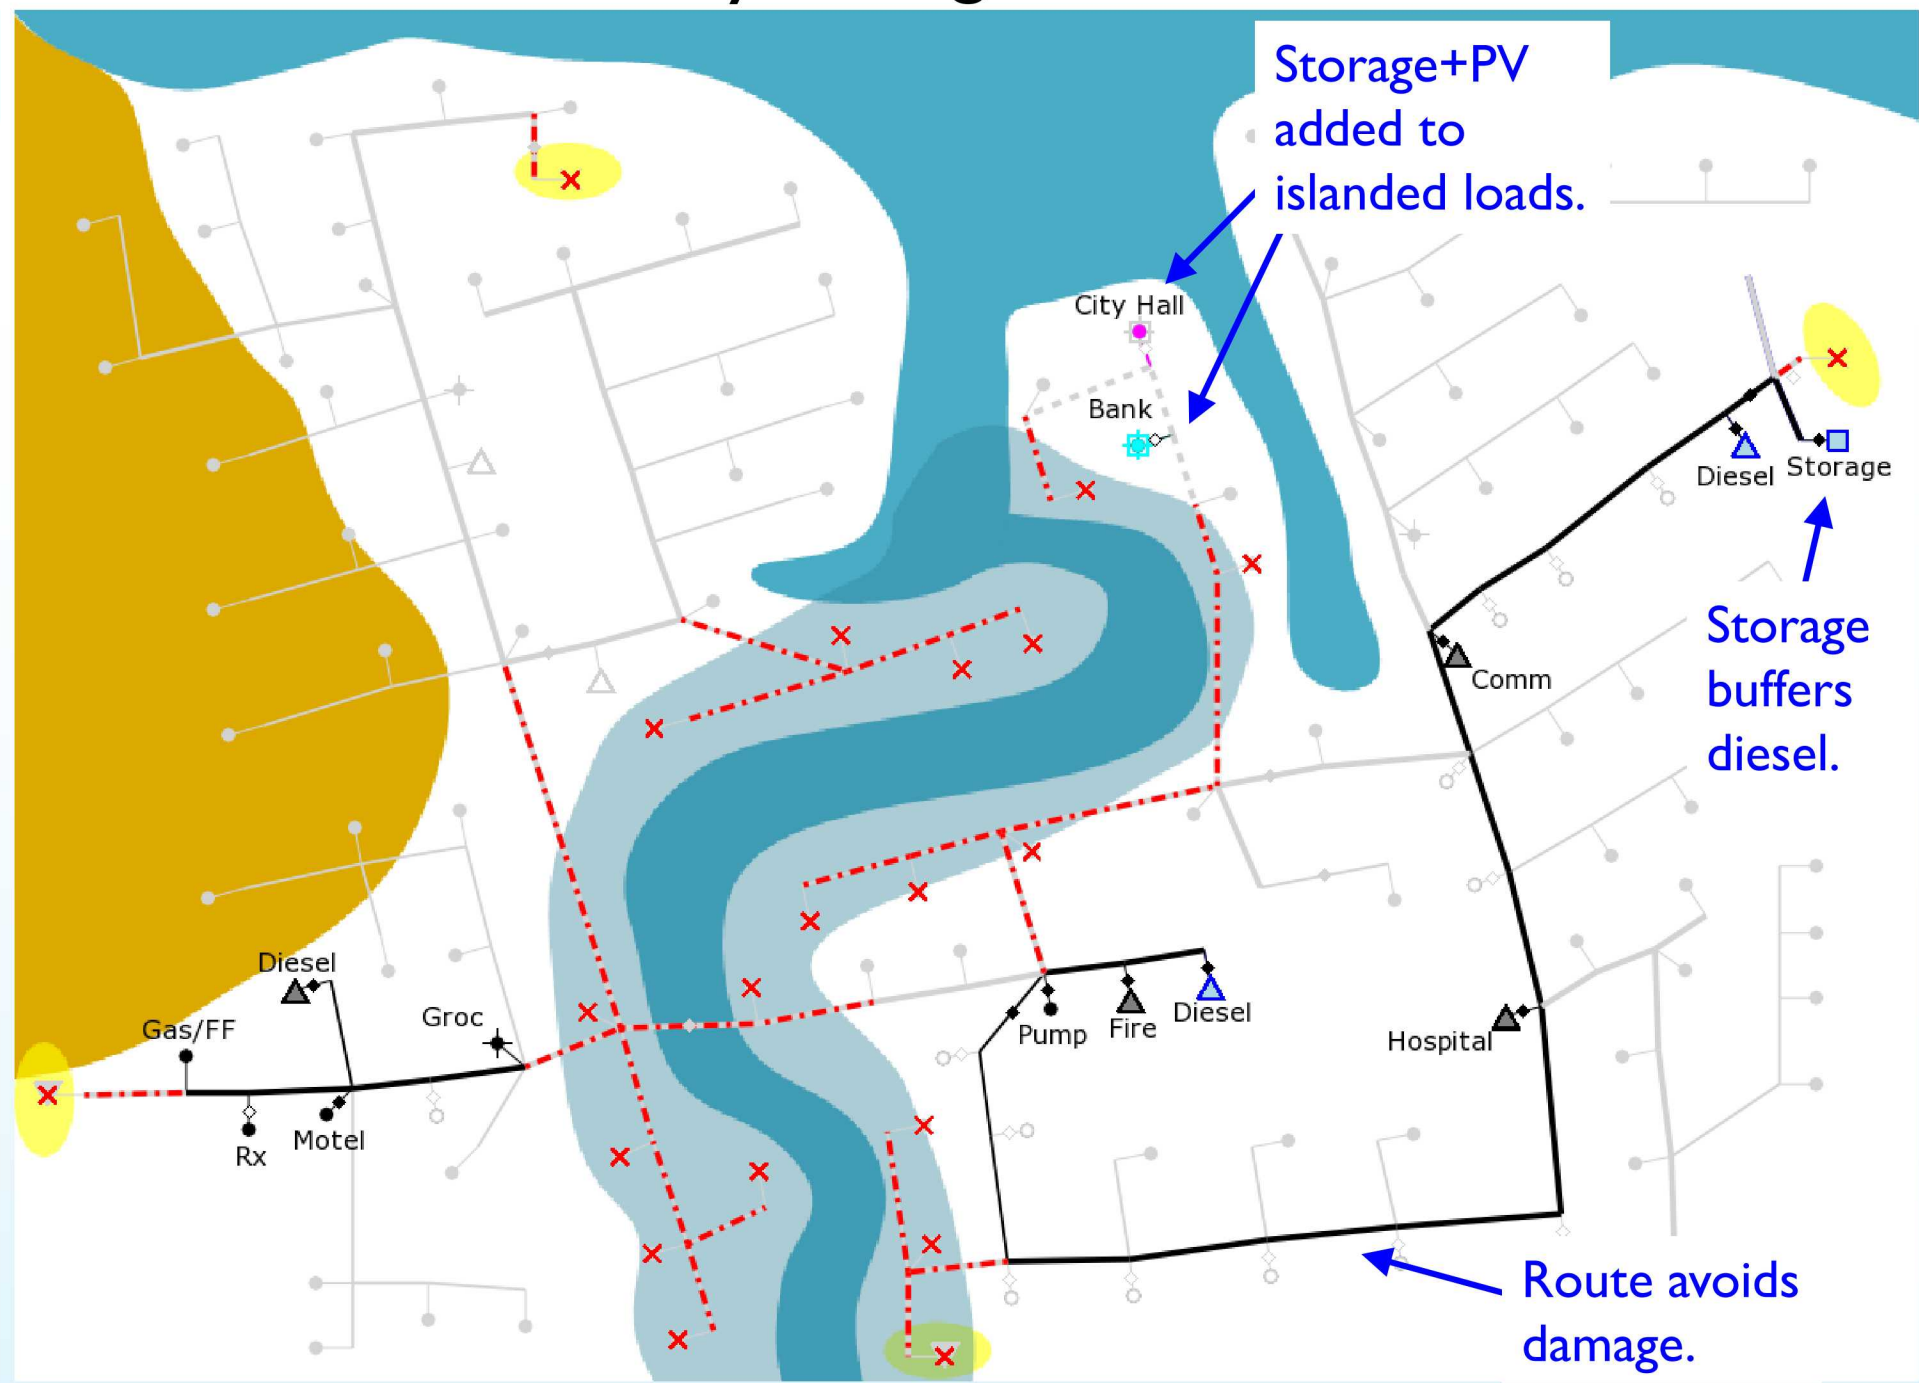 Storage+PV
added to
islanded loads.
City Hall
Bank
Diesel
Storage
Storage
buffers
diesel.
Comm
Diesel
Gas/FF
Groc
Rx
Motel
Pump
Fire
Diesel
Hospital
Route avoids
damage.